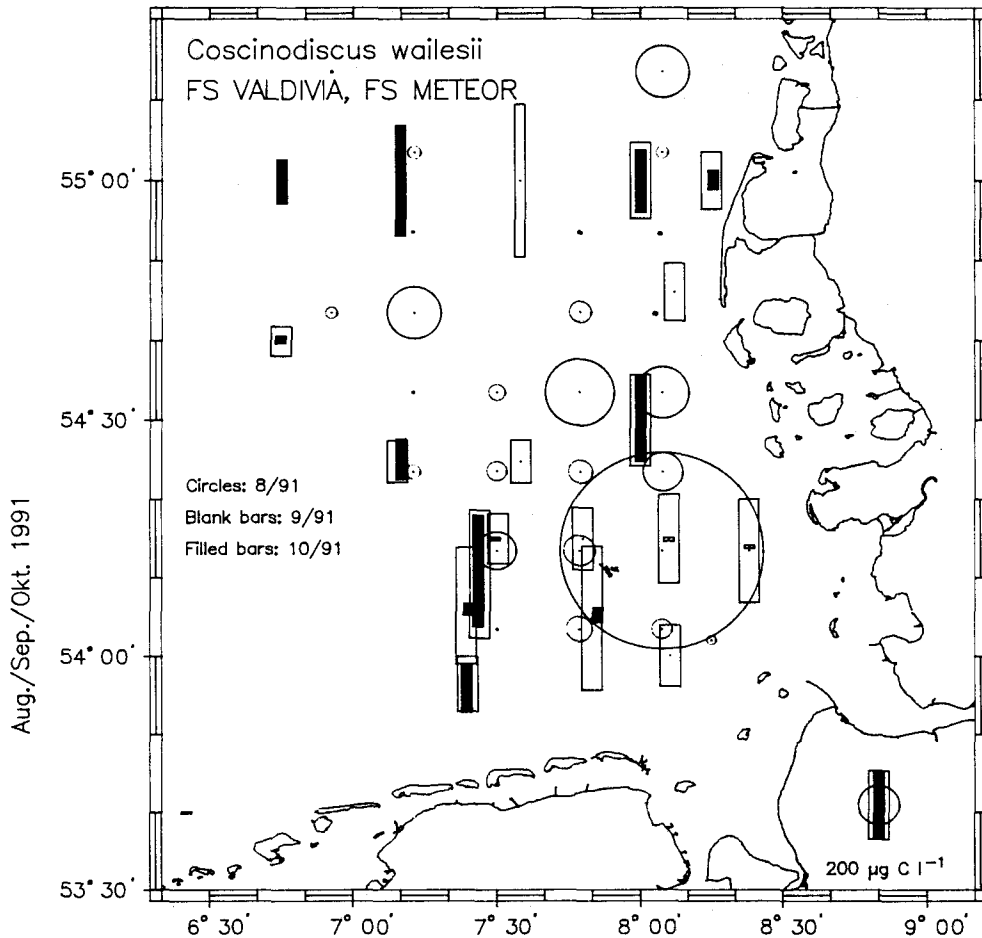 Coscinodiscus wailesii
FS VALDIVIA, FS METEOR
55° 00'
54° 30'
Circles: 8/91
Blank bars: 9/91
Filled bars: 10/91
Aug./Sep./Okt. 1991
54° 00'
200 µg C l⁻¹
53° 30'
6° 30' 7° 00' 7° 30' 8° 00' 8° 30' 9° 00'